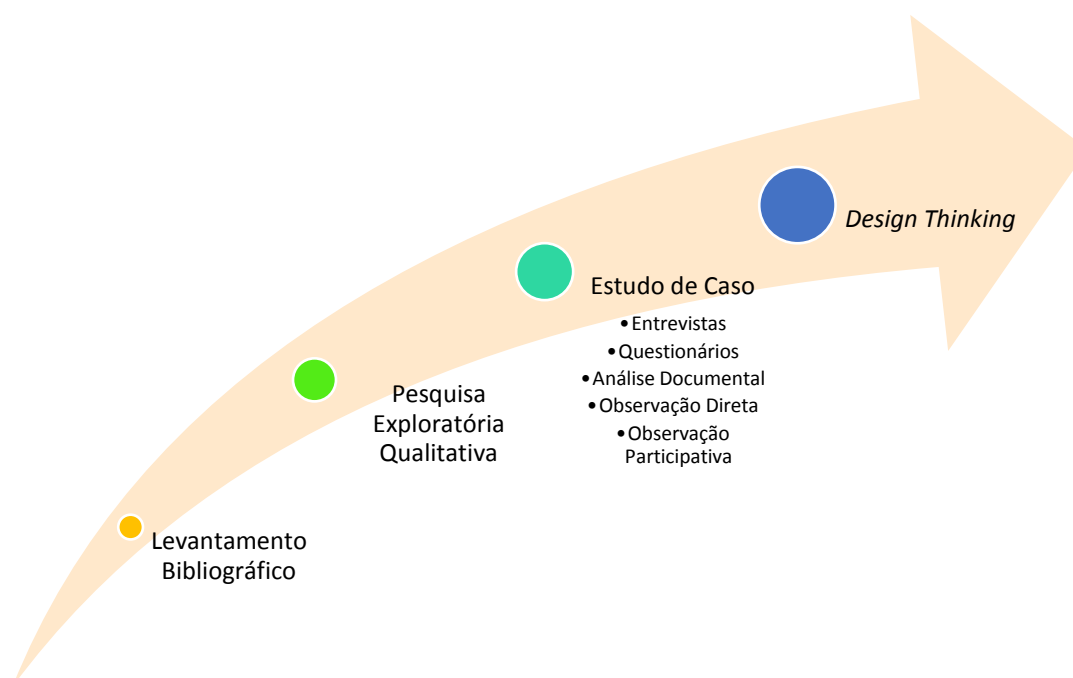 Levantamento
Bibliográfico
Pesquisa
Exploratória
Qualitativa
Estudo de Caso
•Entrevistas
•Questionários
•Análise Documental
•Observação Direta
•Observação
Participativa
Design Thinking